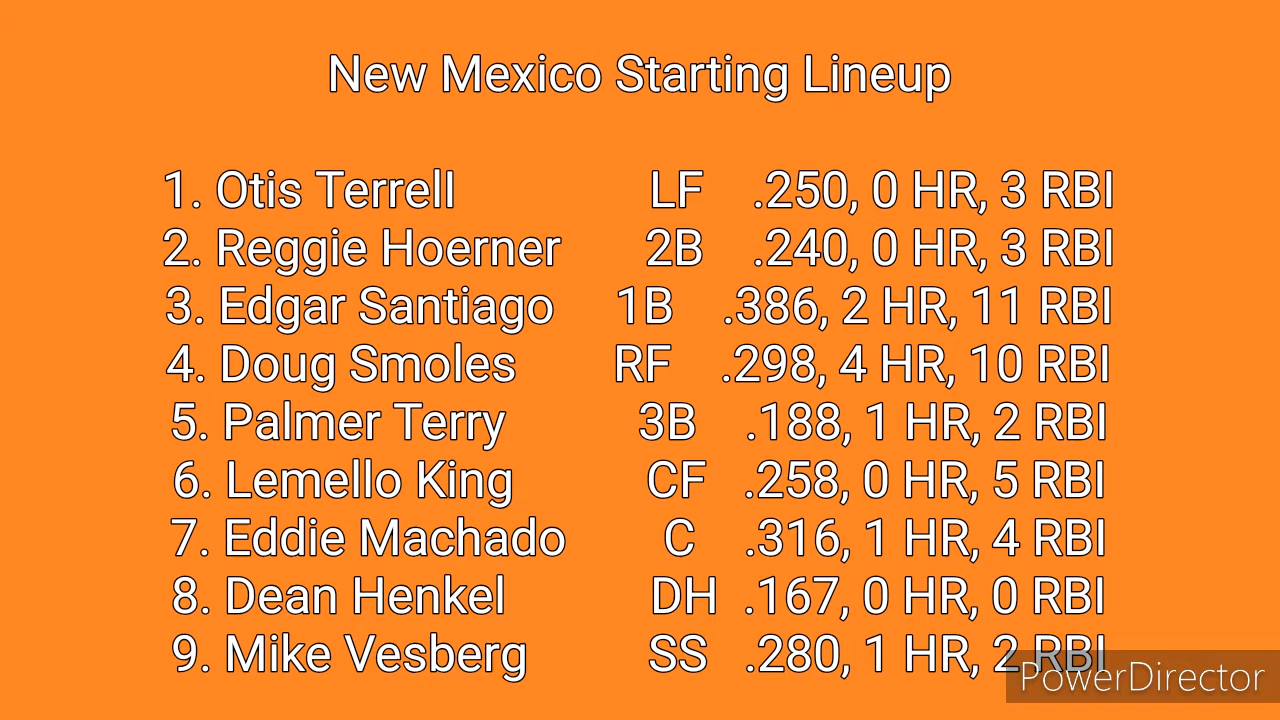 New Mexico Starting Lineup
1. Otis Terrell LF .250, 0 HR, 3 RBI
2. Reggie Hoerner 2B .240, 0 HR, 3 RBI
3. Edgar Santiago 1B .386, 2 HR, 11 RBI
4. Doug Smoles RF .298, 4 HR, 10 RBI
5. Palmer Terry 3B .188, 1 HR, 2 RBI
6. Lemello King CF .258, 0 HR, 5 RBI
7. Eddie Machado C .316, 1 HR, 4 RBI
8. Dean Henkel DH .167, 0 HR, 0 RBI
9. Mike Vesberg SS .280, 1 HR, 2 RBI
PowerDirector